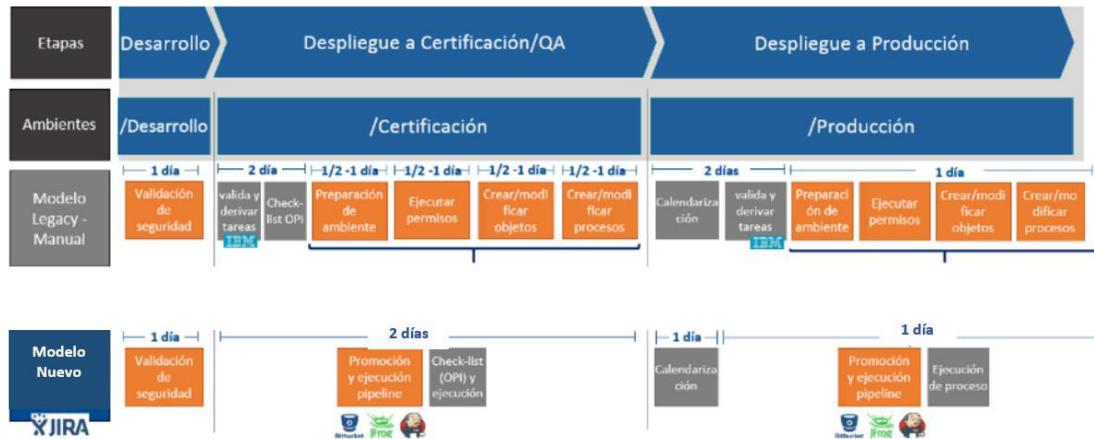 Etapas
Desarrollo
Despliegue a Certificación/QA
Despliegue a Producción
Ambientes
/Desarrollo
/Certificación
/Producción
1 día
2 día
1/2 -1 día
1/2 -1 día
1/2 -1 día
1/2 -1 día
2 días
1 día
Modelo
Legacy -
Manual
Validación
de
seguridad
valida y
derivar
tareas
IBM
Check-
list OPI
Preparación
de
ambiente
Ejecutar
permisos
Crear/modi
ficar
objetos
Crear/modi
ficar
procesos
Calendariza
ción
valida y
derivar
tareas
IBM
Preparaci
ón de
ambiente
Ejecutar
permisos
Crear/modi
ficar
objetos
Crear/mo
dificar
procesos
1 día
2 días
1 día
1 día
Modelo
Nuevo
JIRA
Validación
de
seguridad
Promoción
y ejecución
pipeline
Bitbucket
JFrog
Check-list
(OPI) y
ejecución
Calendariza
ción
Promoción
y ejecución
pipeline
Bitbucket
JFrog
Ejecución
de proceso